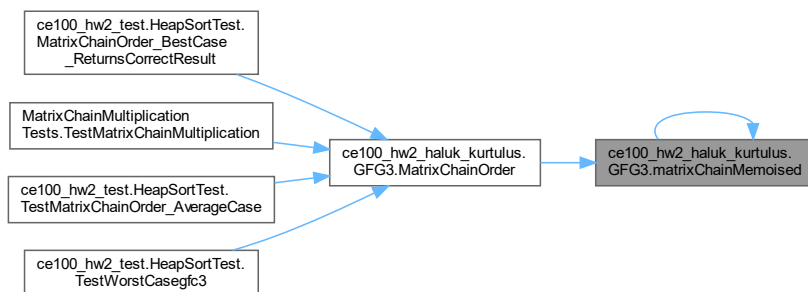 ce100_hw2_test.HeapSortTest.
MatrixChainOrder_BestCase
_ReturnsCorrectResult
MatrixChainMultiplication
Tests.TestMatrixChainMultiplication
ce100_hw2_test.HeapSortTest.
TestMatrixChainOrder_AverageCase
ce100_hw2_test.HeapSortTest.
TestWorstCasegfc3
ce100_hw2_haluk_kurtulus.
GFG3.MatrixChainOrder
ce100_hw2_haluk_kurtulus.
GFG3.matrixChainMemoised